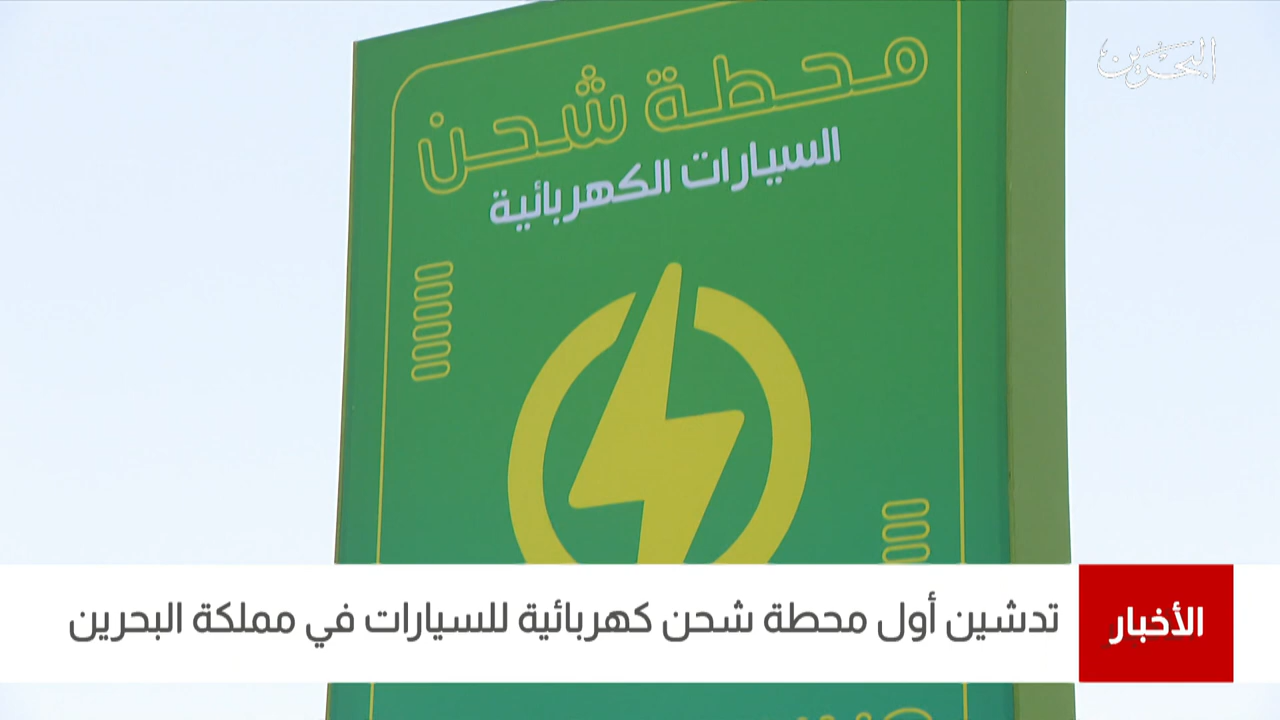 البحرين
محطة شحن
السيارات الكهربائية
الأخبار
تدشين أول محطة شحن كهربائية للسيارات في مملكة البحرين